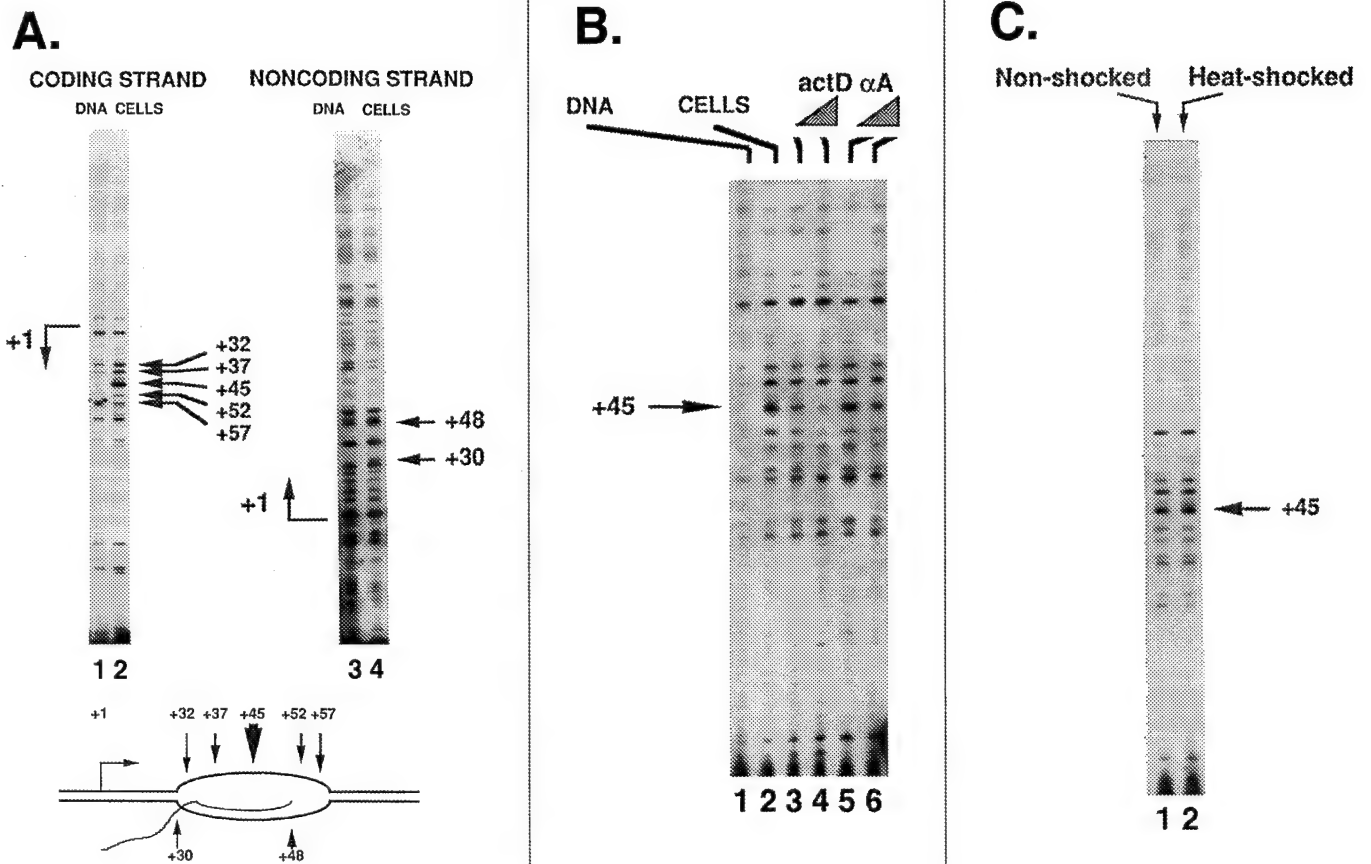 A.
CODING STRAND
DNA CELLS
+1
+32
+37
+45
+52
+57
1 2
NONCODING STRAND
DNA CELLS
+48
+30
+1
3 4
+1 +32 +37 +45 +52 +57
+30 +48
B.
actD αA
DNA CELLS
+45
1 2 3 4 5 6
C.
Non-shocked Heat-shocked
+45
1 2